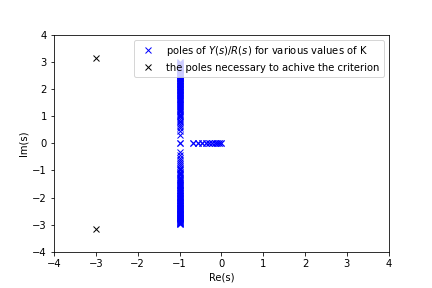 poles of Y(s)/R(s) for various values of K
the poles necessary to achive the criterion
4
3
2
1
0
−1
−2
−3
−4
Im(s)
−4 −3 −2 −1 0 1 2 3 4
Re(s)